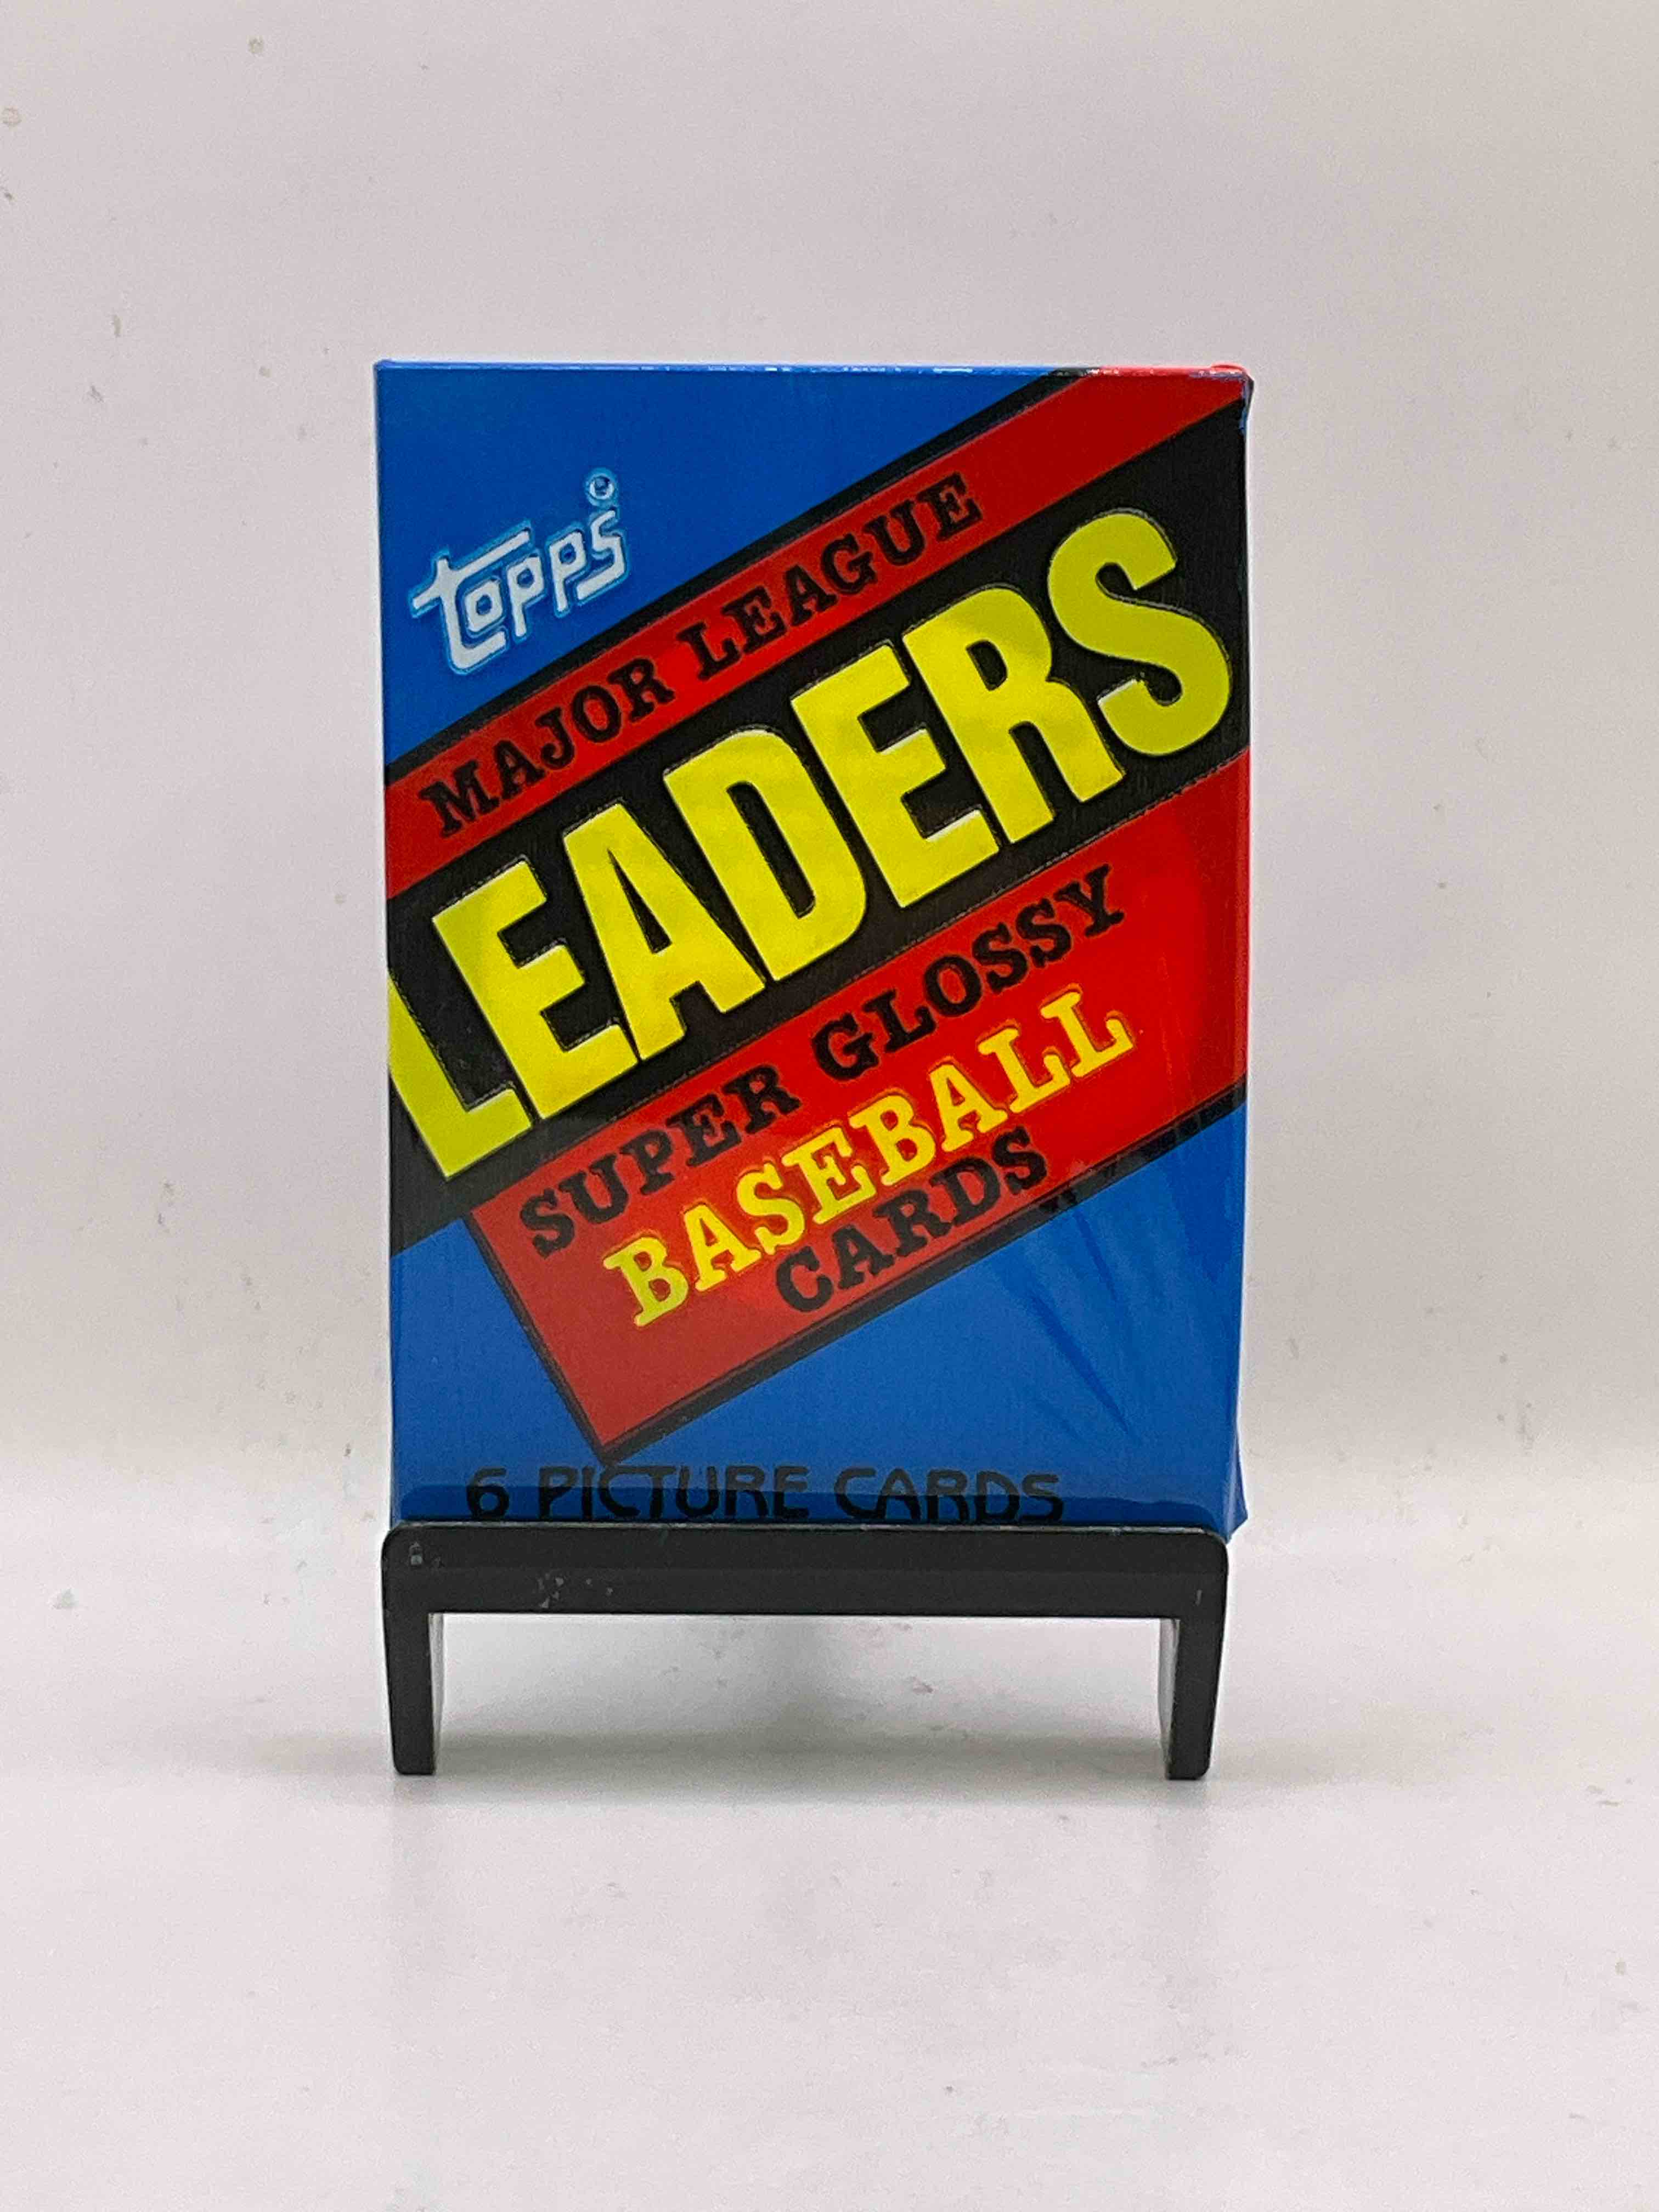 Topps
MAJOR LEAGUE
LEADERS
SUPER GLOSSY
BASEBALL
CARDS
6 PICTURE CARDS